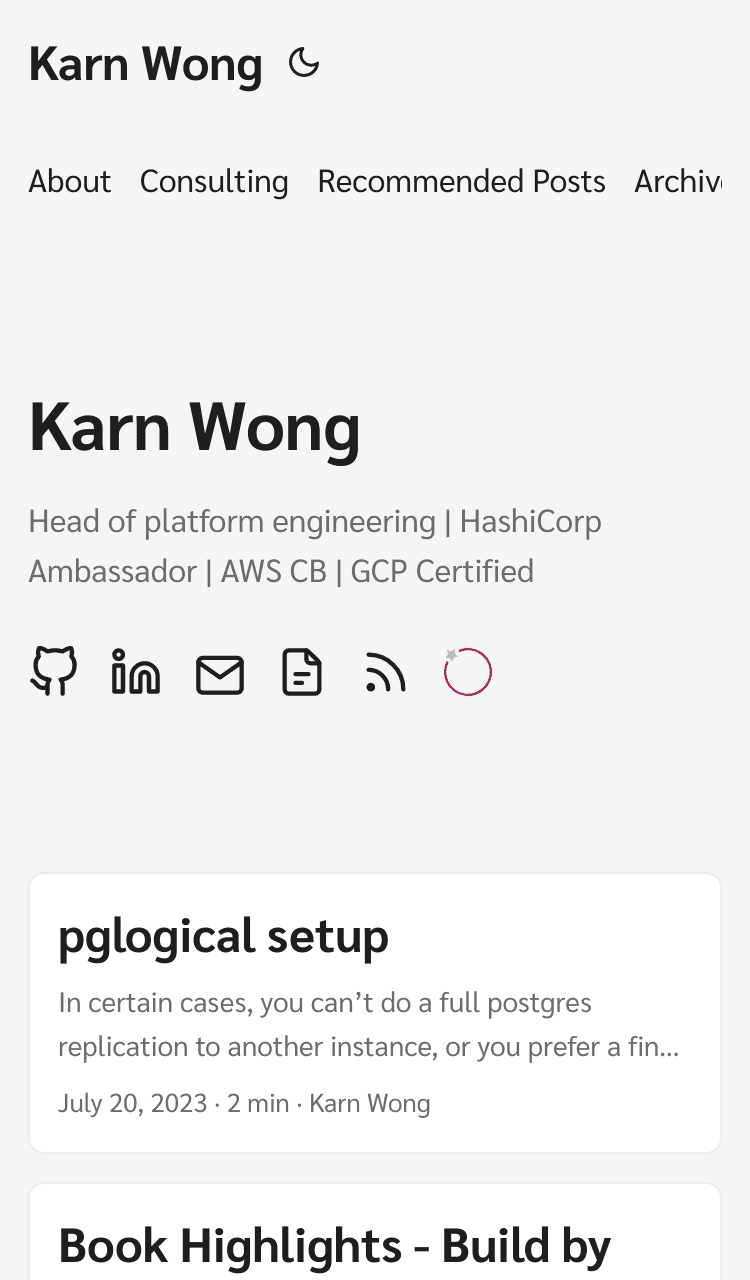 Karn Wong
About Consulting Recommended Posts Archiv
Karn Wong
Head of platform engineering | HashiCorp
Ambassador | AWS CB | GCP Certified
pglogical setup
In certain cases, you can’t do a full postgres
replication to another instance, or you prefer a fin...
July 20, 2023 · 2 min · Karn Wong
Book Highlights - Build by